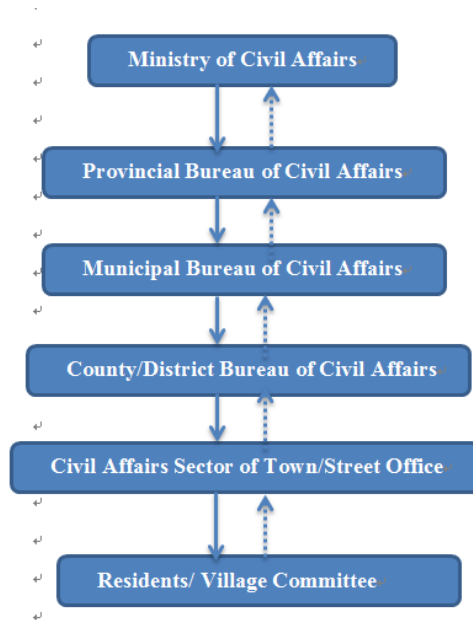 Ministry of Civil Affairs
Provincial Bureau of Civil Affairs
Municipal Bureau of Civil Affairs
County/District Bureau of Civil Affairs
Civil Affairs Sector of Town/Street Office
Residents/ Village Committee